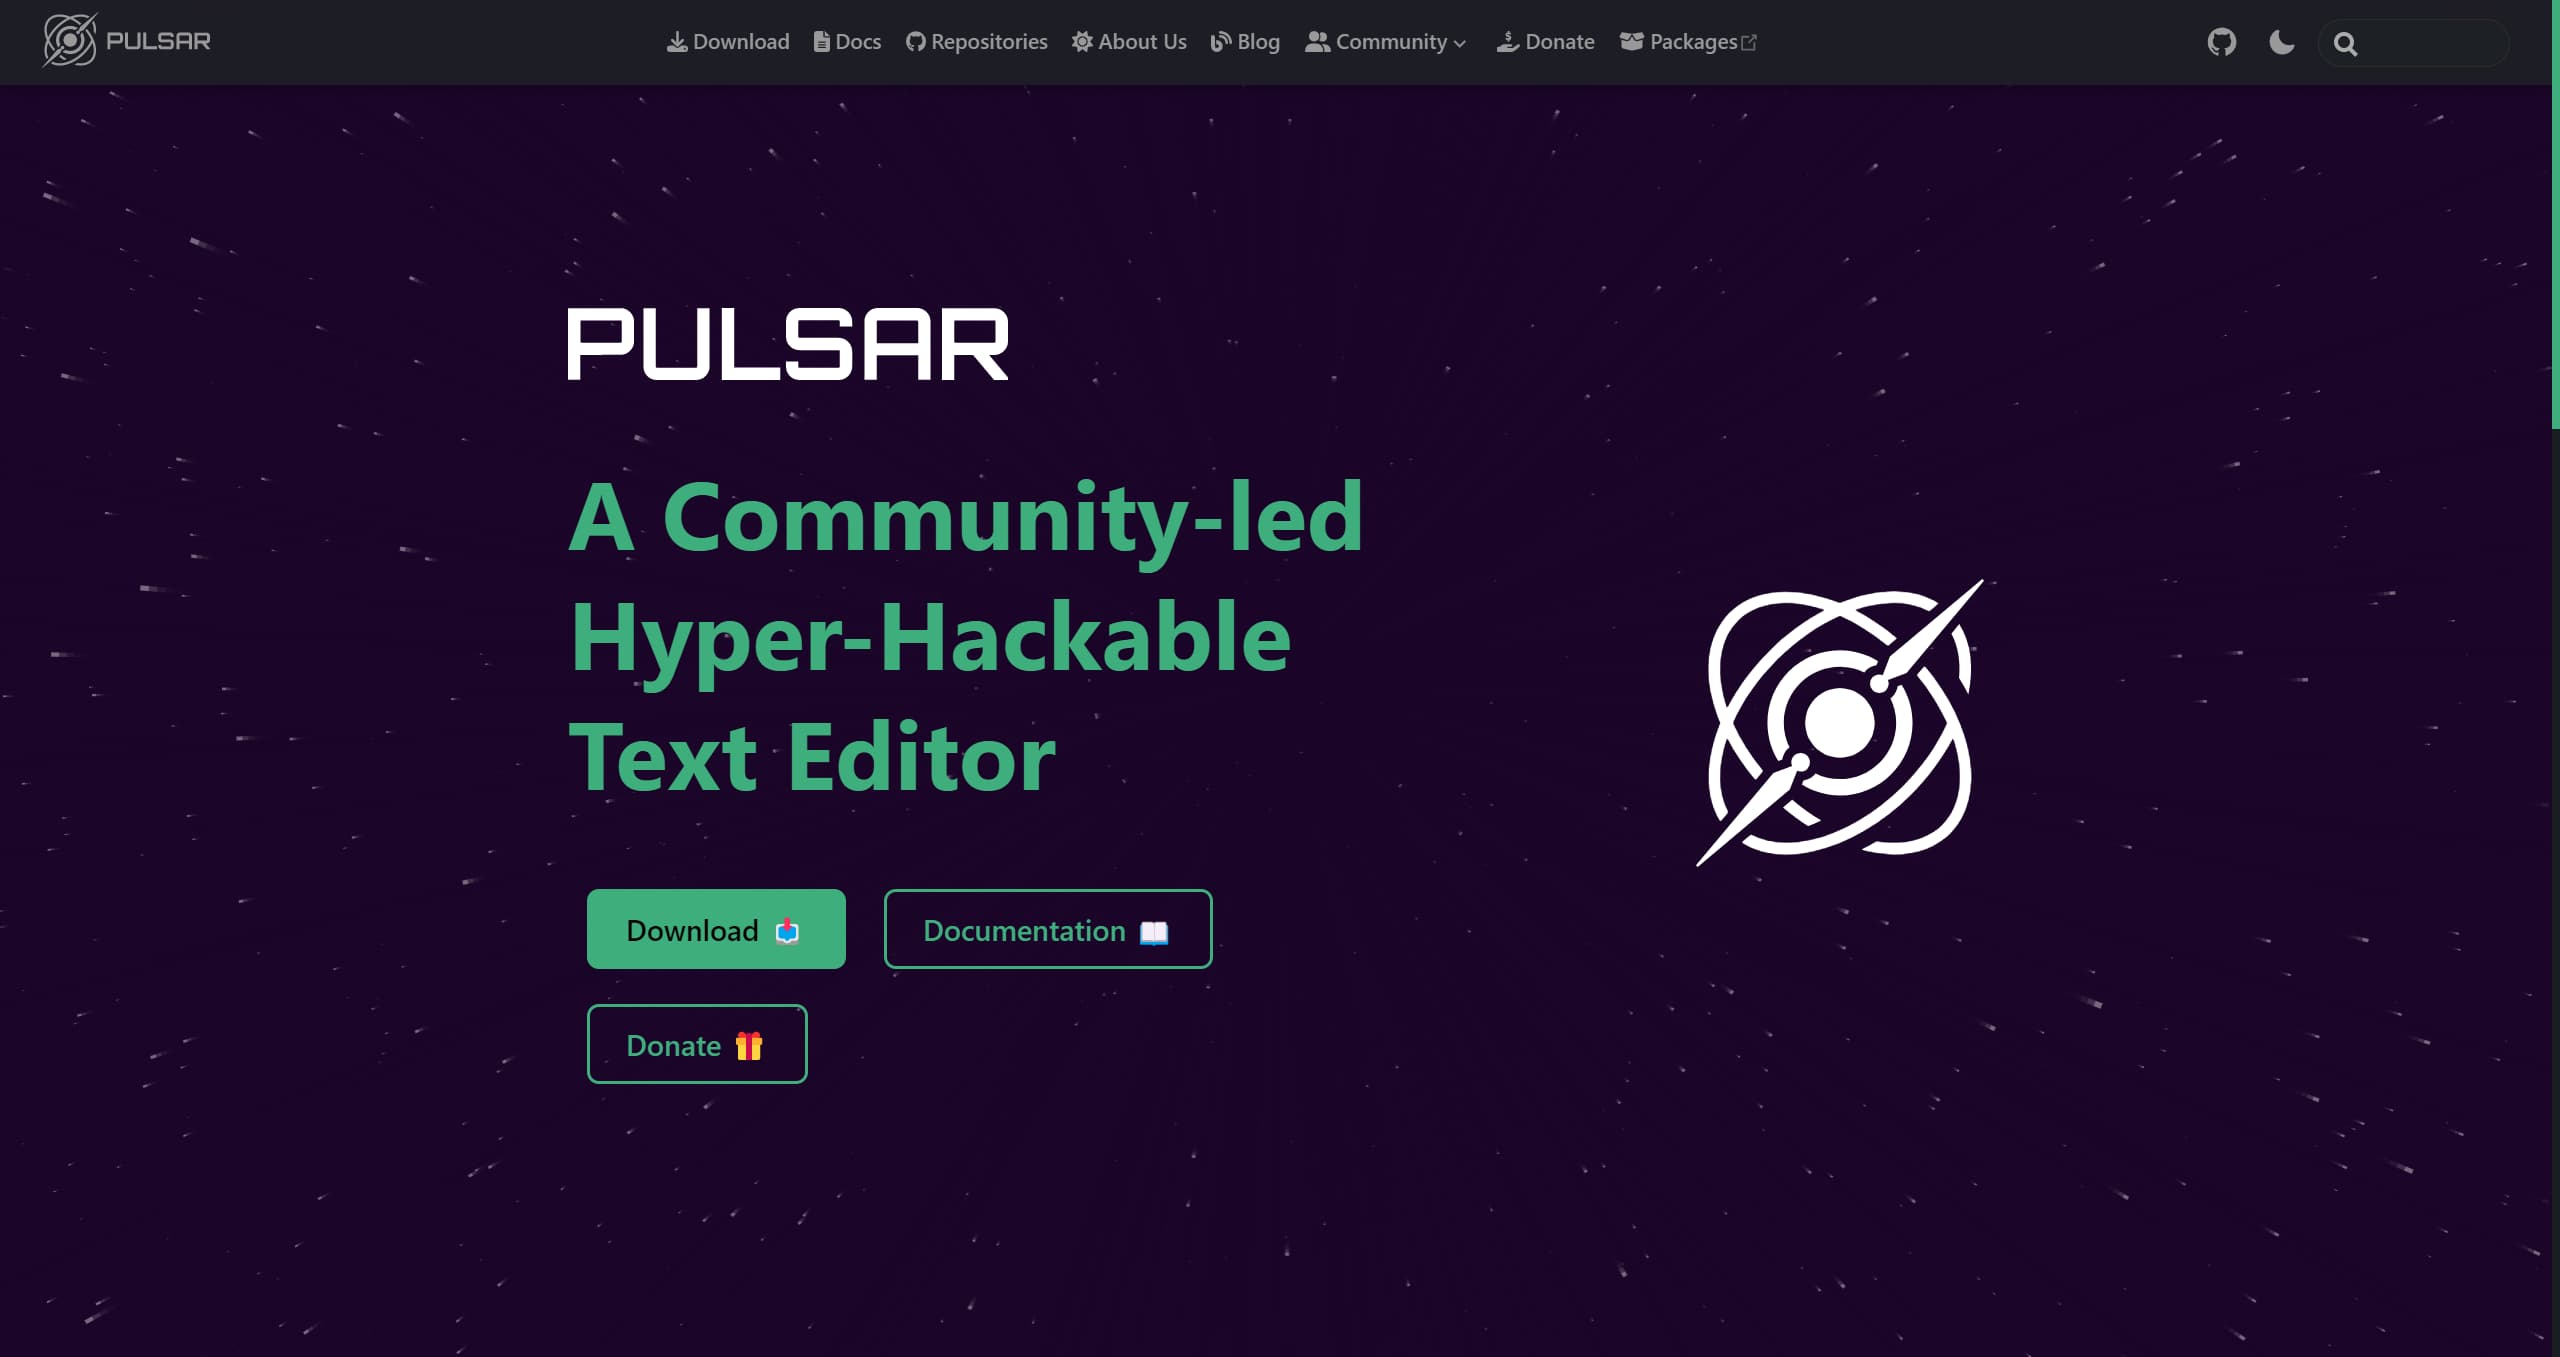 PULSAR
Download Docs Repositories About Us Blog Community Donate Packages
PULSAR
A Community-led
Hyper-Hackable
Text Editor
Download
Documentation
Donate